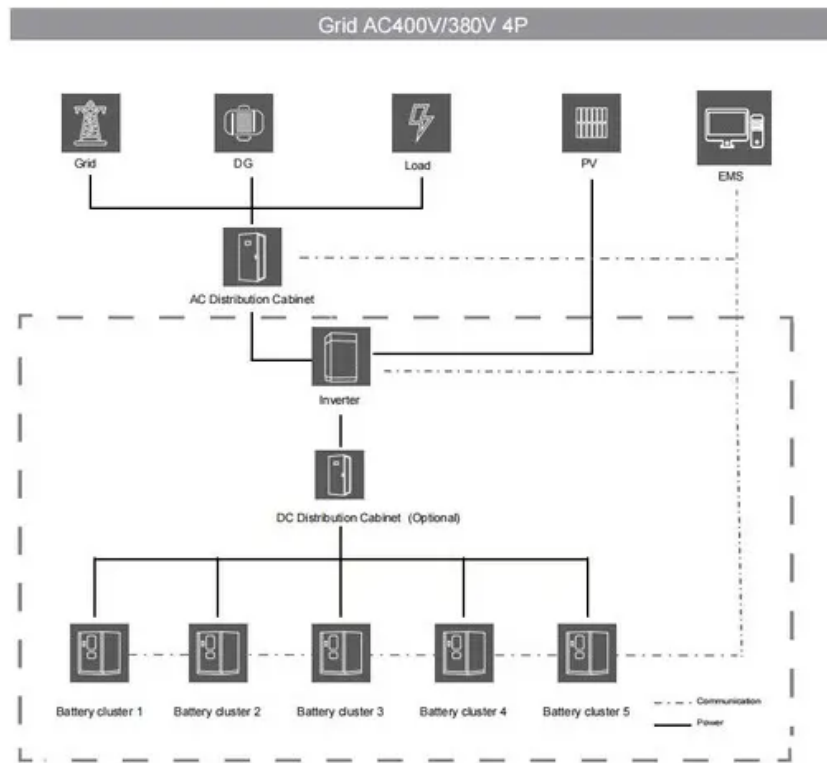 Grid AC400V/380V 4P
Grid
DG
Load
PV
EMS
AC Distribution Cabinet
Inverter
DC Distribution Cabinet (Optional)
Battery cluster 1
Battery cluster 2
Battery cluster 3
Battery cluster 4
Battery cluster 5
Communication
Power